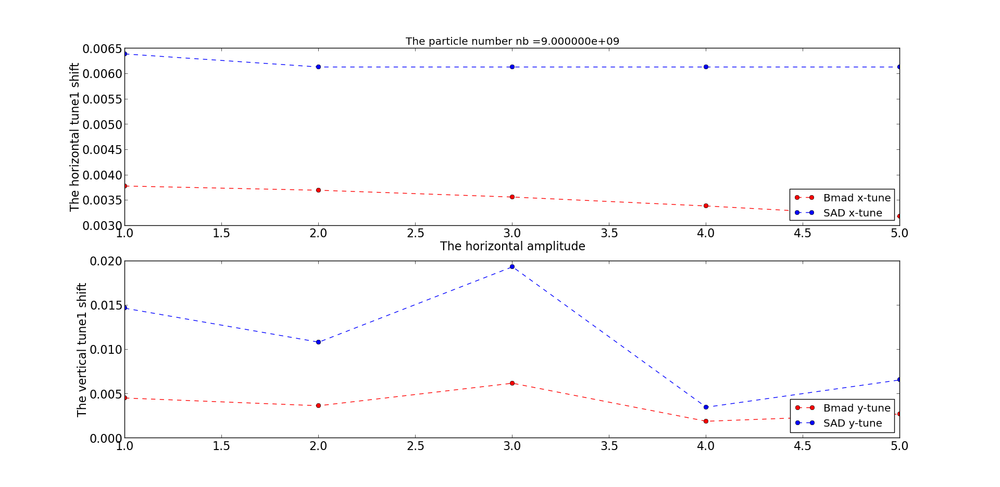 The particle number nb =9.000000e+09
The horizontal tune1 shift
0.0065
0.0060
0.0055
0.0050
0.0045
0.0040
0.0035
0.0030
Bmad x-tune
SAD x-tune
1.0 1.5 2.0 2.5 3.0 3.5 4.0 4.5 5.0
The horizontal amplitude
The vertical tune1 shift
0.020
0.015
0.010
0.005
0.000
Bmad y-tune
SAD y-tune
1.0 1.5 2.0 2.5 3.0 3.5 4.0 4.5 5.0